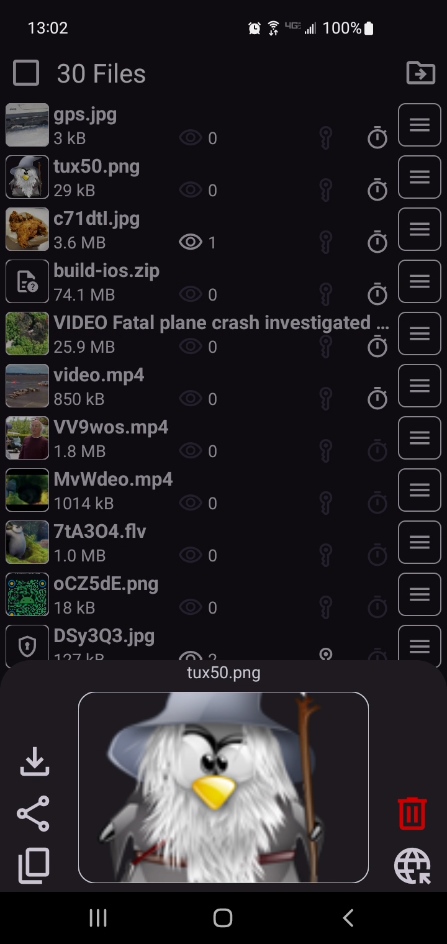 13:02
4GE
100%
30 Files
gps.jpg
3 kB
0
tux50.png
29 kB
0
c71dtl.jpg
3.6 MB
1
build-ios.zip
74.1 MB
0
VIDEO Fatal plane crash investigated ...
25.9 MB
0
video.mp4
850 kB
0
VV9wos.mp4
1.8 MB
0
MvWdeo.mp4
1014 kB
0
7tA3O4.flv
1.0 MB
0
oCZ5dE.png
18 kB
0
DSy3Q3.jpg
127 kB
2
tux50.png